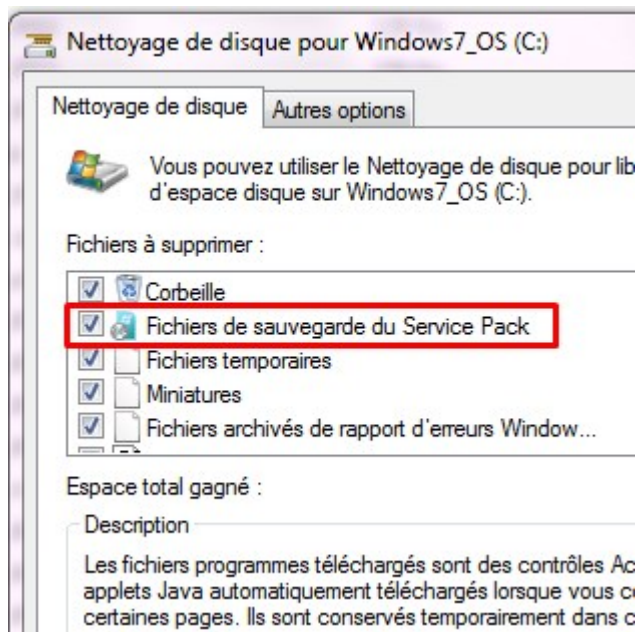 Nettoyage de disque pour Windows7_OS (C:)
Nettoyage de disque
Autres options
Vous pouvez utiliser le Nettoyage de disque pour lib
d'espace disque sur Windows7_OS (C:).
Fichiers à supprimer :
Corbeille
Fichiers de sauvegarde du Service Pack
Fichiers temporaires
Miniatures
Fichiers archivés de rapport d'erreurs Window...
Espace total gagné :
Description
Les fichiers programmes téléchargés sont des contrôles Ac
applets Java automatiquement téléchargés lorsque vous c
certaines pages. Ils sont conservés temporairement dans c